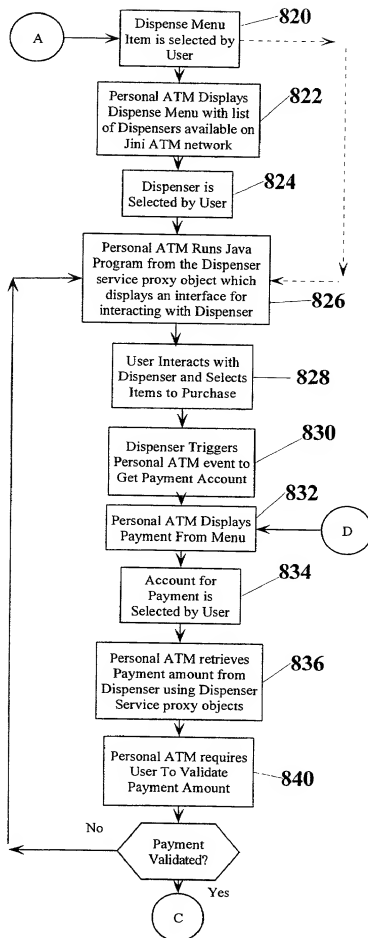 A
Dispense Menu
Item is selected by
User
820
Personal ATM Displays
Dispense Menu with list
of Dispensers available on
Jini ATM network
822
Dispenser is
Selected by User
824
Personal ATM Runs Java
Program from the Dispenser
service proxy object which
displays an interface for
interacting with Dispenser
826
User Interacts with
Dispenser and Selects
Items to Purchase
828
Dispenser Triggers
Personal ATM event to
Get Payment Account
830
Personal ATM Displays
Payment From Menu
832
D
Account for
Payment is
Selected by User
834
Personal ATM retrieves
Payment amount from
Dispenser using Dispenser
Service proxy objects
836
Personal ATM requires
User To Validate
Payment Amount
840
No
Payment
Validated?
Yes
C